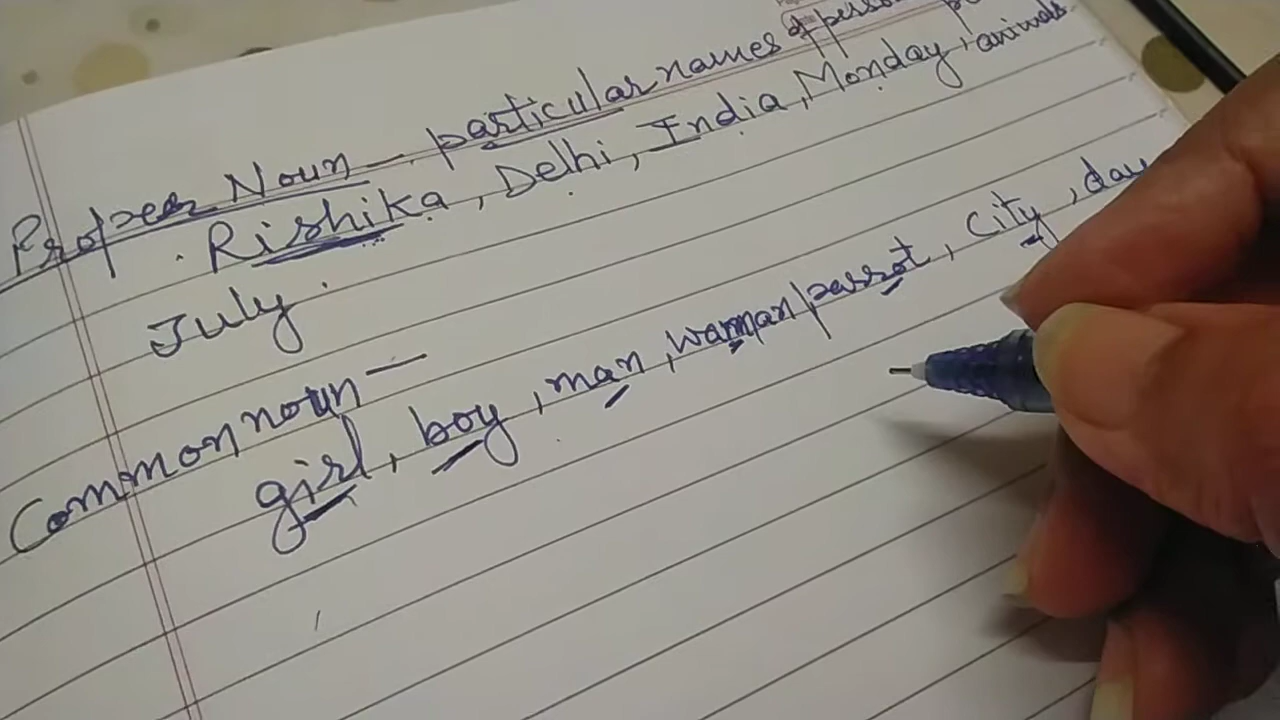 Proper Noun - particular names of
Rishika, Delhi, India, Monday, animals
July.
Common noun -
girl, boy, man, woman, parrot, City, day